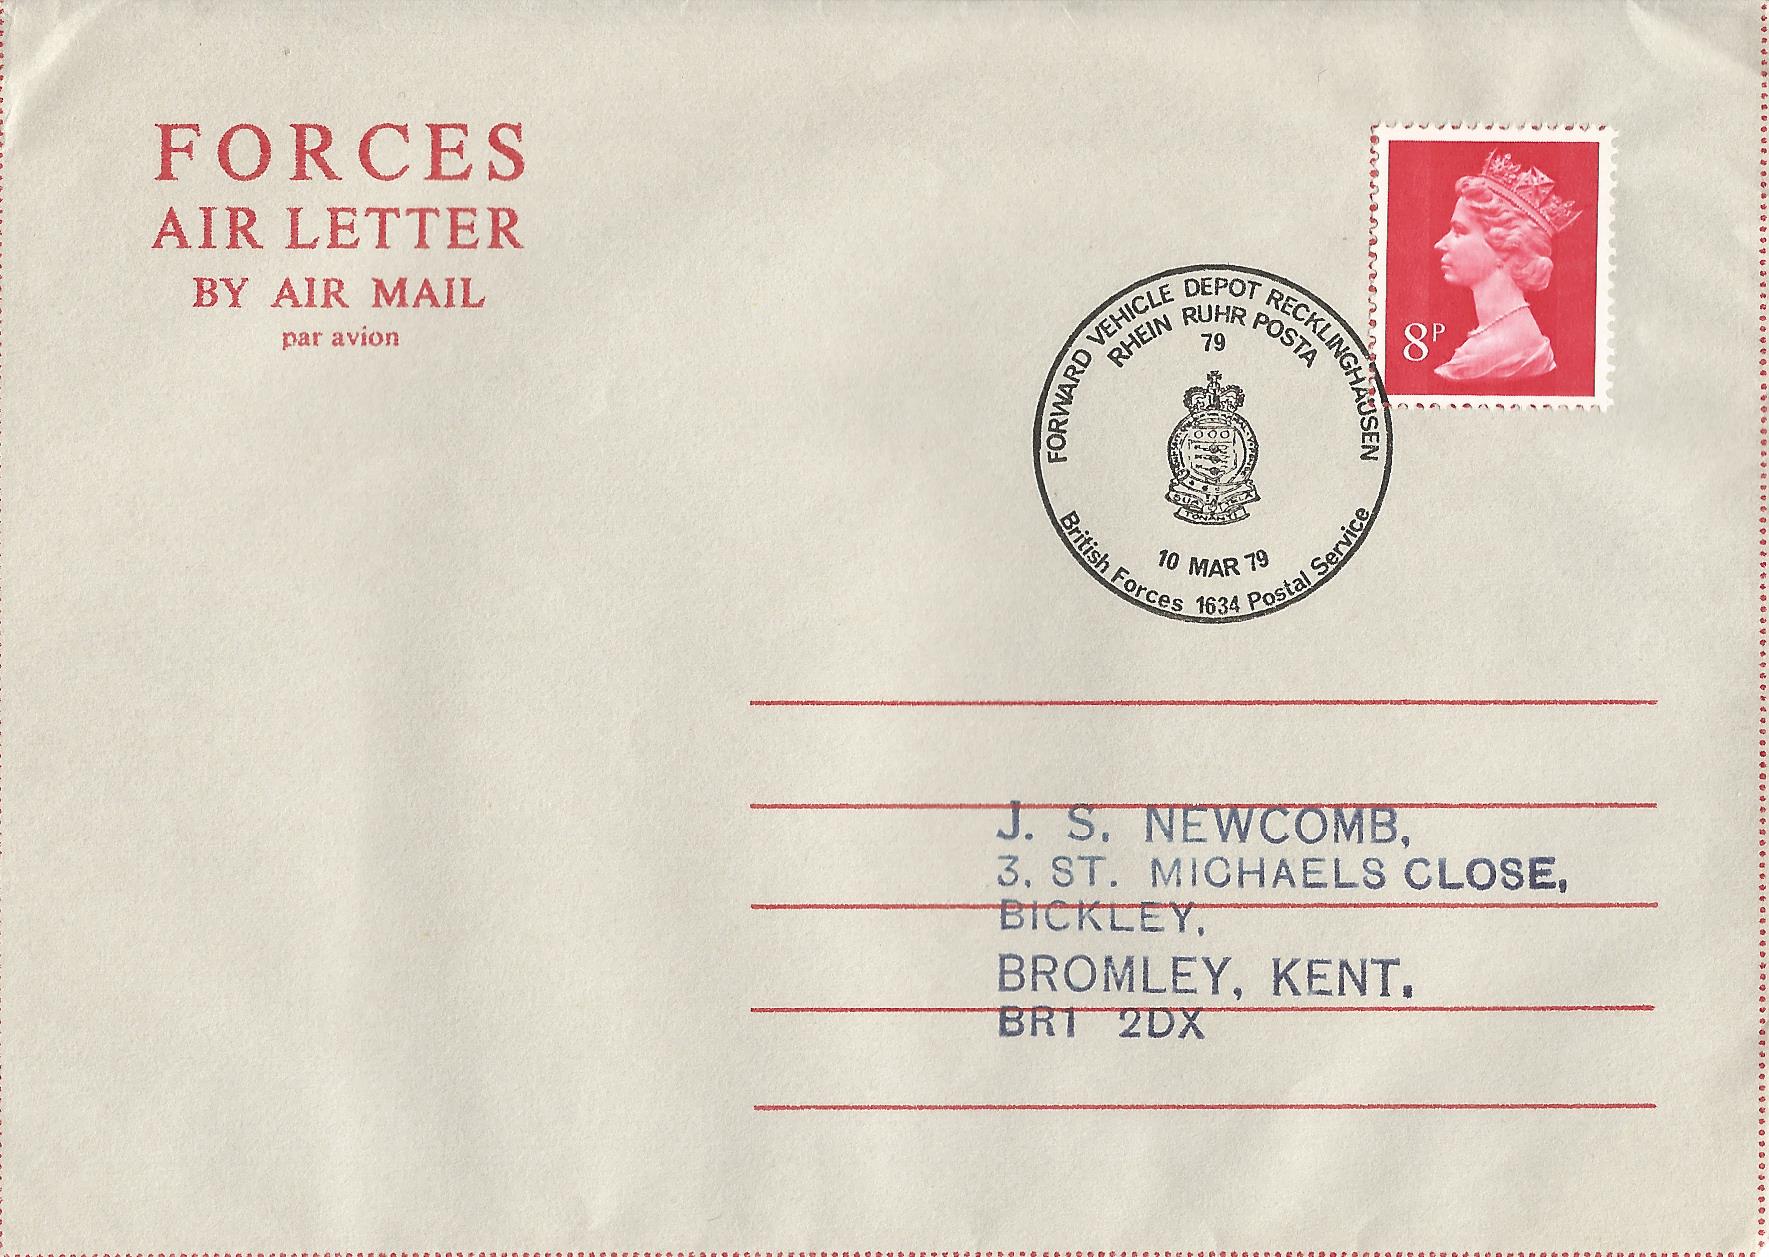 FORCES
AIR LETTER
BY AIR MAIL
par avion
8P
FORWARD VEHICLE DEPOT RECKLINGHAUSEN
RHEIN RUHR POSTA
79
10 MAR 79
British Forces 1634 Postal Service
J. S. NEWCOMB,
3, ST. MICHAELS CLOSE,
BICKLEY,
BROMLEY, KENT.
BR1 2DX